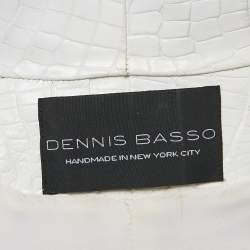 DENNIS BASSO
HANDMADE IN NEW YORK CITY